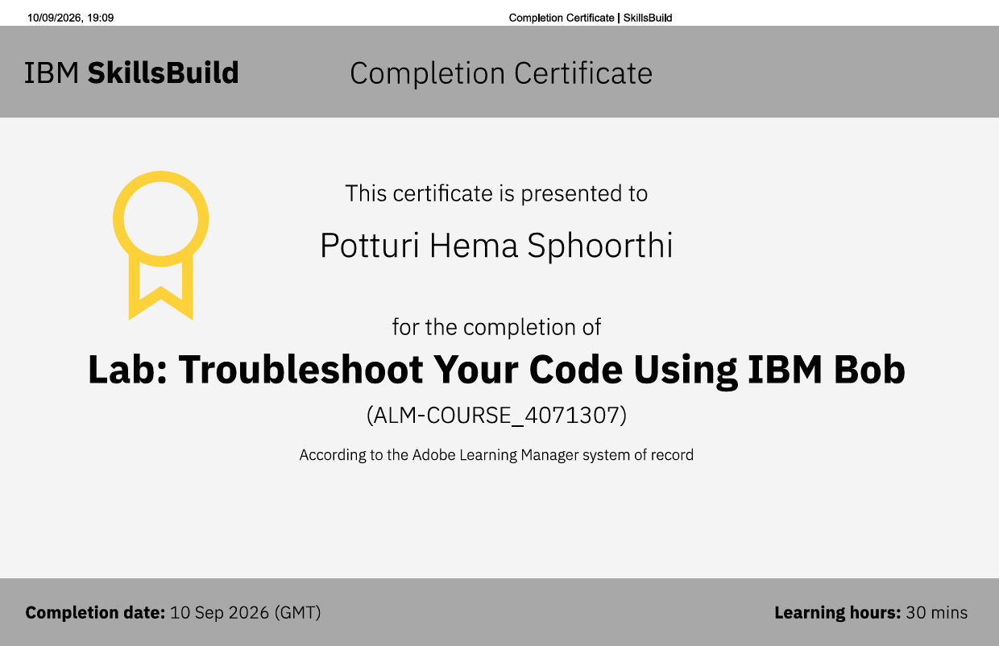 10/09/2026, 19:09
Completion Certificate | SkillsBuild
IBM SkillsBuild
Completion Certificate
This certificate is presented to
Potturi Hema Sphoorthi
for the completion of
Lab: Troubleshoot Your Code Using IBM Bob
(ALM-COURSE_4071307)
According to the Adobe Learning Manager system of record
Completion date: 10 Sep 2026 (GMT)
Learning hours: 30 mins